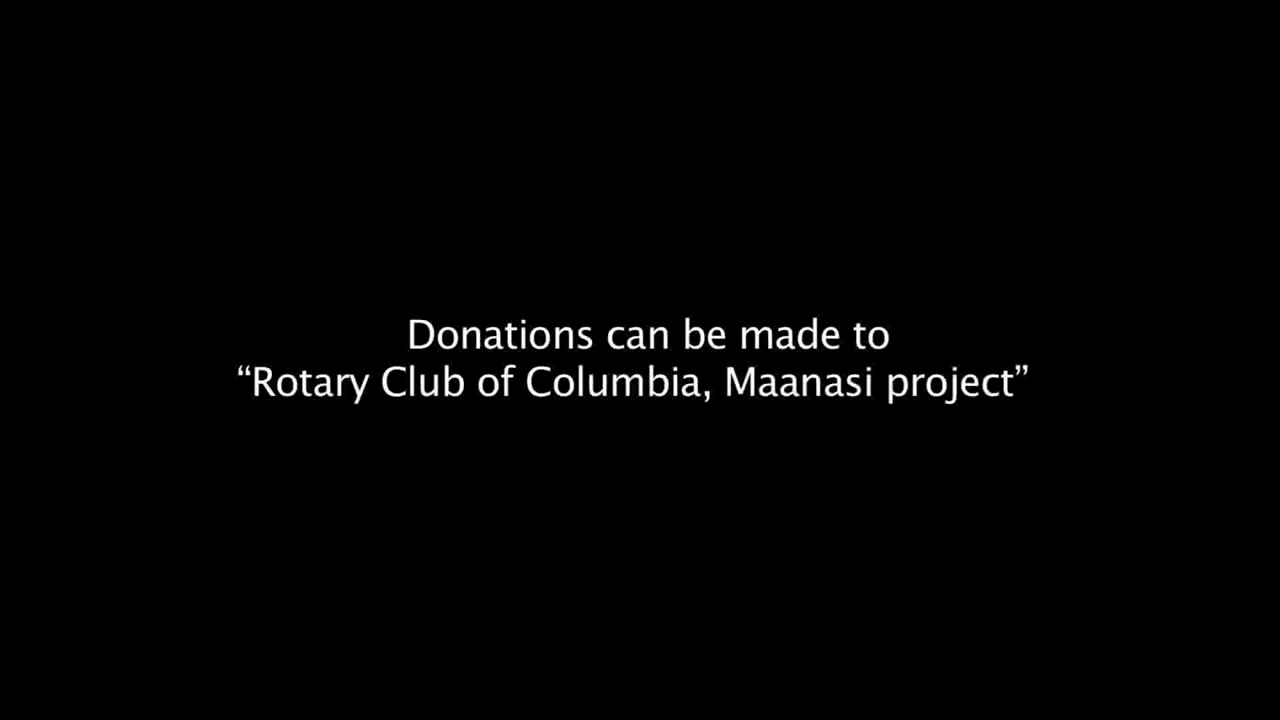 Donations can be made to
“Rotary Club of Columbia, Maanasi project”